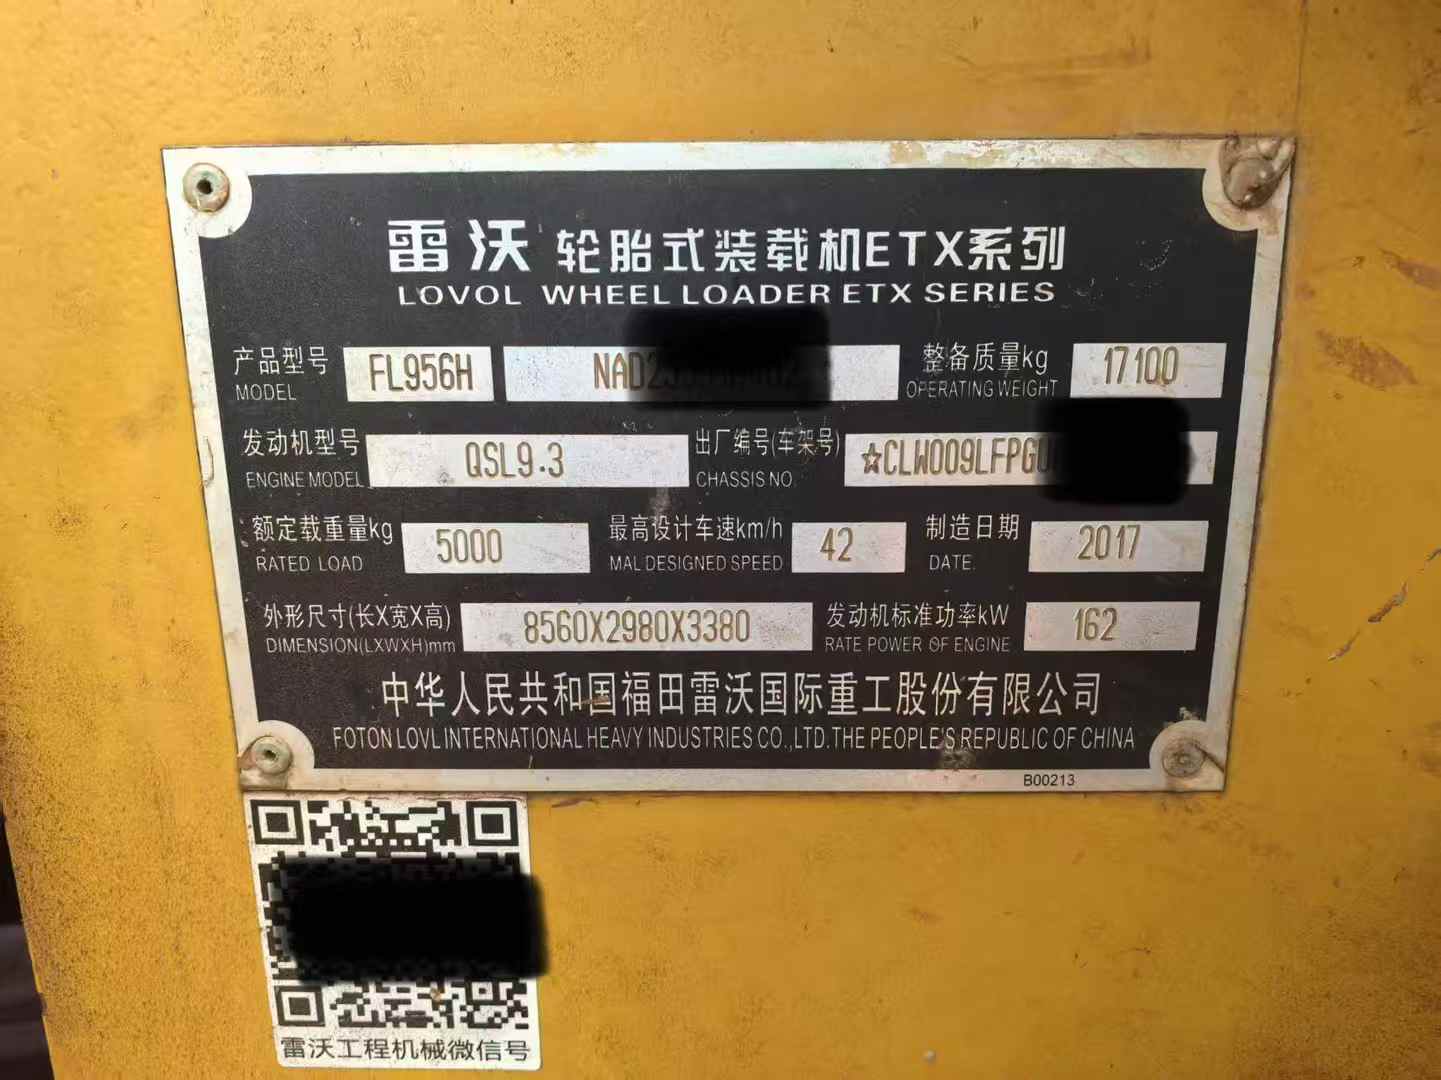 雷沃 轮胎式装载机ETX系列
LOVOL WHEEL LOADER ETX SERIES
产品型号 FL956H 整备质量kg 17100
MODEL OPERATING WEIGHT
发动机型号 QSL9.3 出厂编号(车架号) ☆CLW009LFPG
ENGINE MODEL CHASSIS NO.
额定载重量kg 5000 最高设计车速km/h 42 制造日期 2017
RATED LOAD MAL DESIGNED SPEED DATE.
外形尺寸(长X宽X高) 8560X2980X3380 发动机标准功率kW 162
DIMENSION(LXWXH)mm RATE POWER OF ENGINE
中华人民共和国福田雷沃国际重工股份有限公司
FOTON LOVL INTERNATIONAL HEAVY INDUSTRIES CO.,LTD.THE PEOPLE'S REPUBLIC OF CHINA
B00213
雷沃工程机械微信号